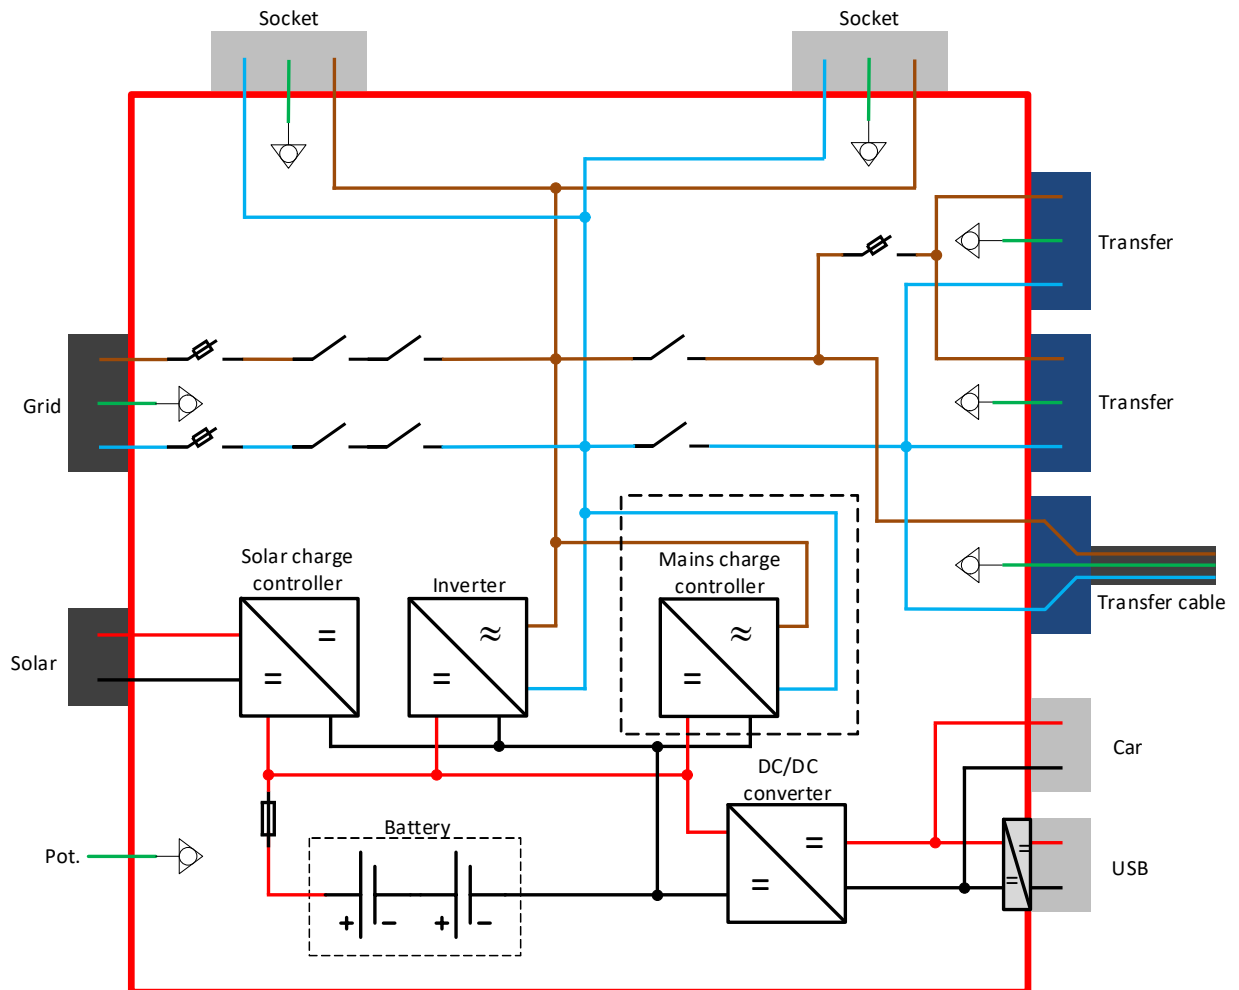 Socket
Socket
Transfer
Transfer
Grid
Solar charge
controller
Inverter
Mains charge
controller
Transfer cable
Solar
Car
DC/DC
converter
Battery
Pot.
USB
+ - + -